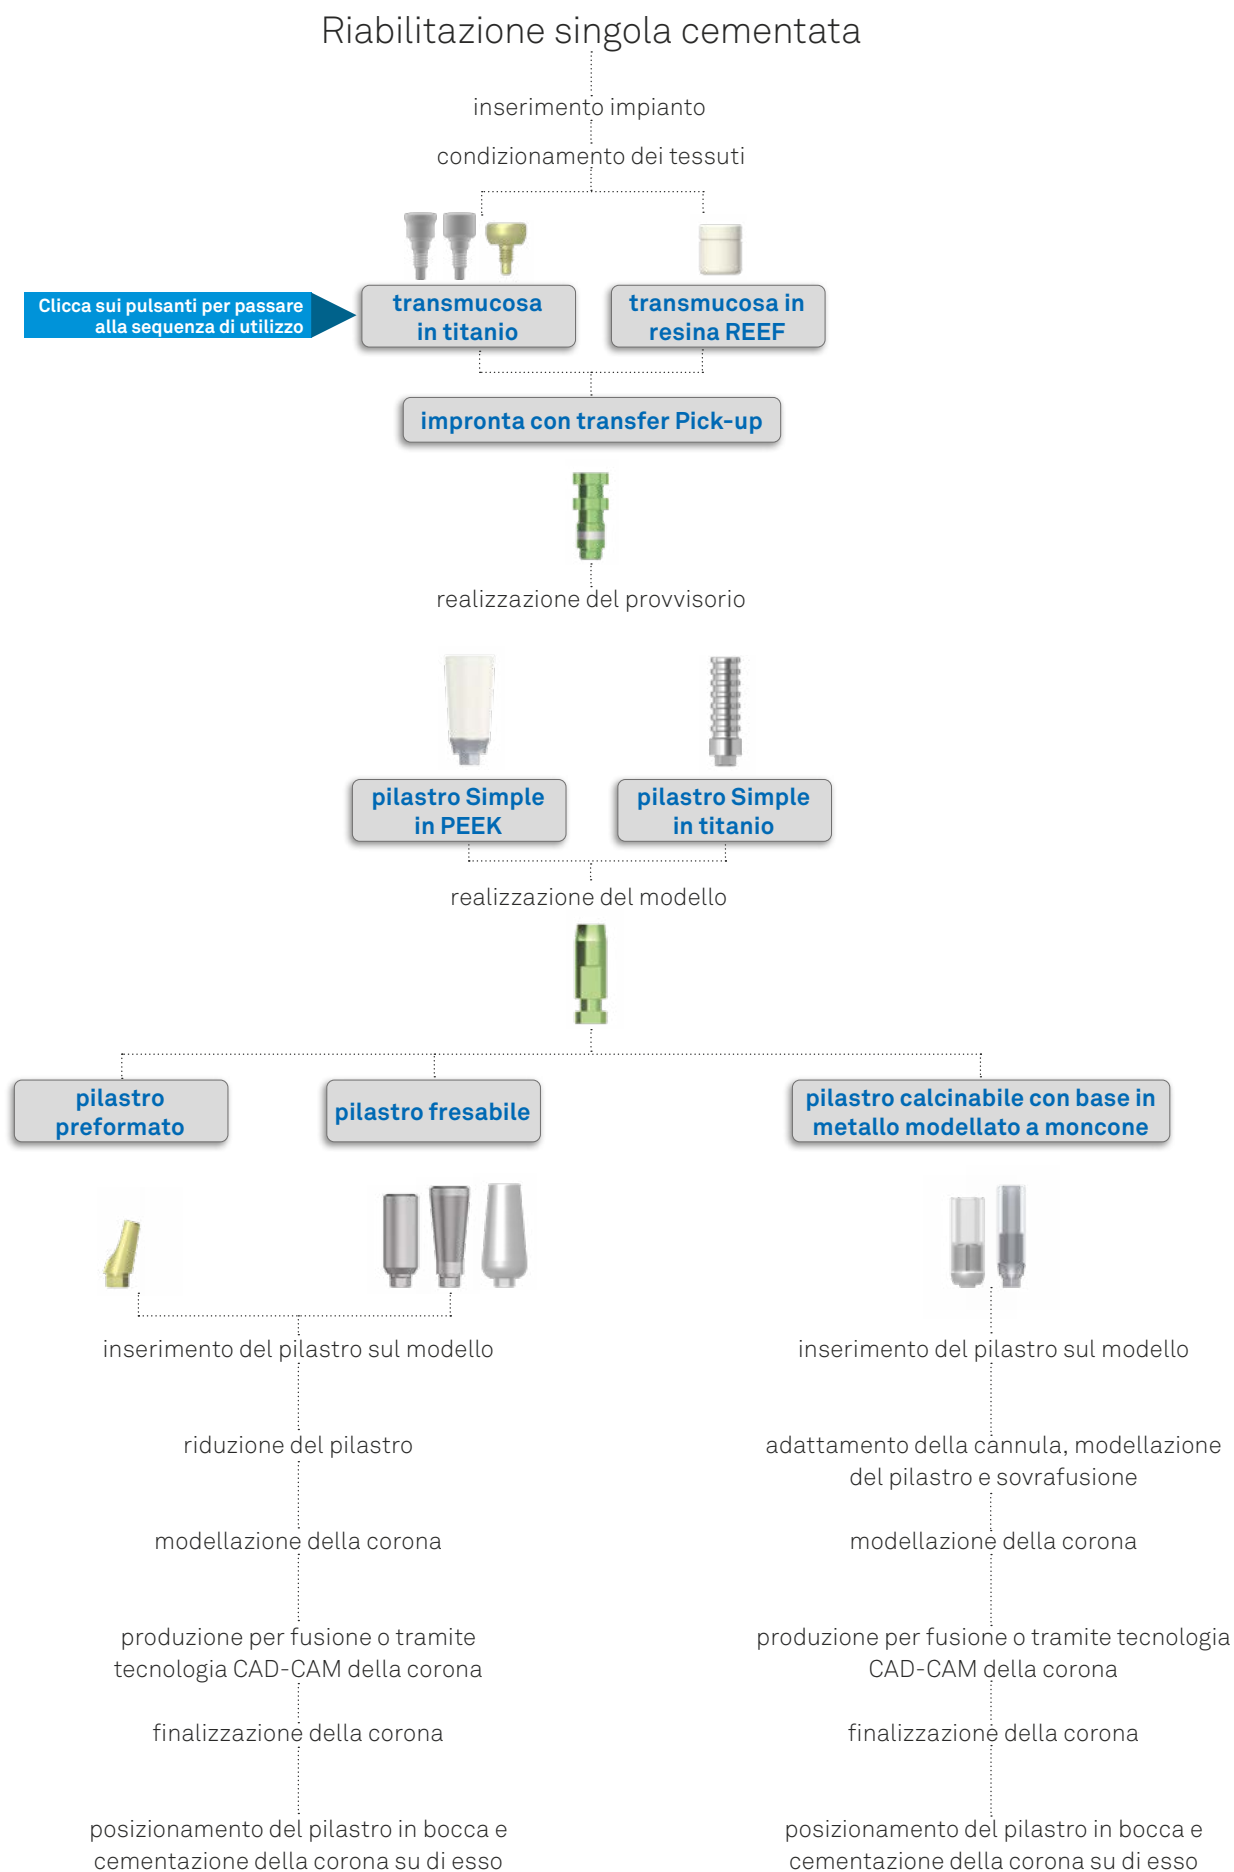 Riabilitazione singola cementata
inserimento impianto
condizionamento dei tessuti
Clicca sui pulsanti per passare
alla sequenza di utilizzo
transmucosa
in titanio
transmucosa in
resina REEF
impronta con transfer Pick-up
realizzazione del provvisorio
pilastro Simple
in PEEK
pilastro Simple
in titanio
realizzazione del modello
pilastro
preformato
pilastro fresabile
pilastro calcinabile con base in
metallo modellato a moncone
inserimento del pilastro sul modello
riduzione del pilastro
modellazione della corona
produzione per fusione o tramite
tecnologia CAD-CAM della corona
finalizzazione della corona
posizionamento del pilastro in bocca e
cementazione della corona su di esso
inserimento del pilastro sul modello
adattamento della cannula, modellazione
del pilastro e sovrafusione
modellazione della corona
produzione per fusione o tramite tecnologia
CAD-CAM della corona
finalizzazione della corona
posizionamento del pilastro in bocca e
cementazione della corona su di esso